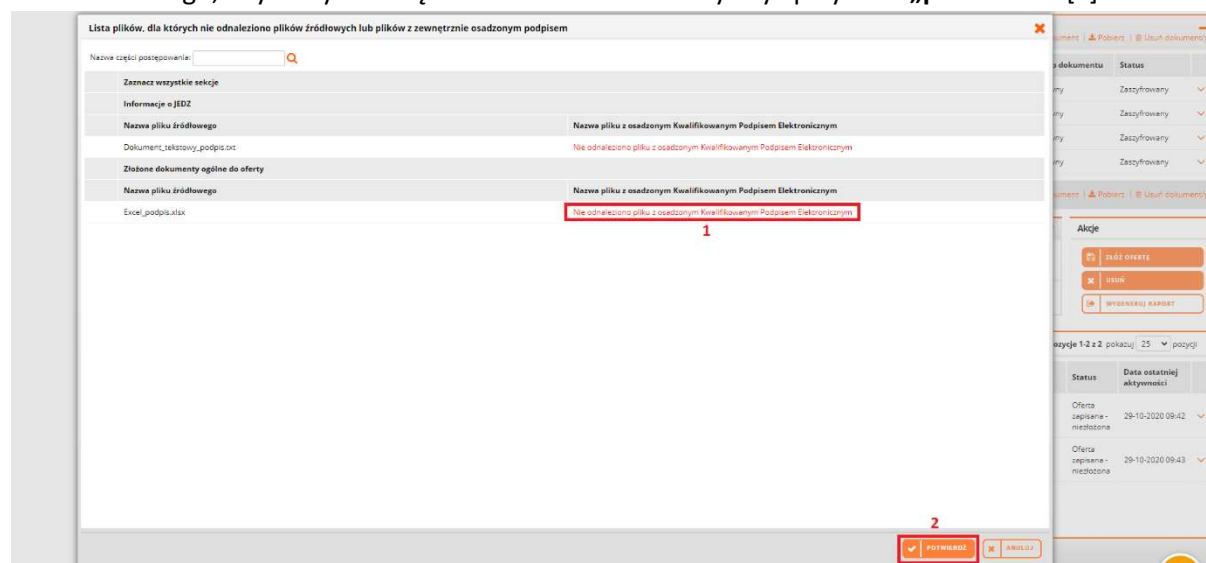 Lista plików, dla których nie odnaleziono plików źródłowych lub plików z zewnętrznie osadzonym podpisem
Nazwa części postępowania:
Zaznacz wszystkie sekcje
Informacje o JEDZ
Nazwa pliku źródłowego Nazwa pliku z osadzonym Kwalifikowanym Podpisem Elektronicznym
Dokument_tekstowy_podpis.txt Nie odnaleziono pliku z osadzonym Kwalifikowanym Podpisem Elektronicznym
Złożone dokumenty ogólne do oferty
Nazwa pliku źródłowego Nazwa pliku z osadzonym Kwalifikowanym Podpisem Elektronicznym
Excel_podpis.xlsx Nie odnaleziono pliku z osadzonym Kwalifikowanym Podpisem Elektronicznym
1
2
POTWIERDŹ ANULUJ
Pobierz | Usuń dokument/y
dokumentu Status
Zaszyfrowany
Zaszyfrowany
Zaszyfrowany
Zaszyfrowany
Pobierz | Usuń dokument/y
Akcje
ZŁÓŻ OFERTĘ
USUŃ
WYGENERUJ RAPORT
ozycje 1-2 z 2 pokazuj 25 pozycji
Status Data ostatniej aktywności
Oferta
zapisana - 29-10-2020 09:42
niezłożona
Oferta
zapisana - 29-10-2020 09:43
niezłożona